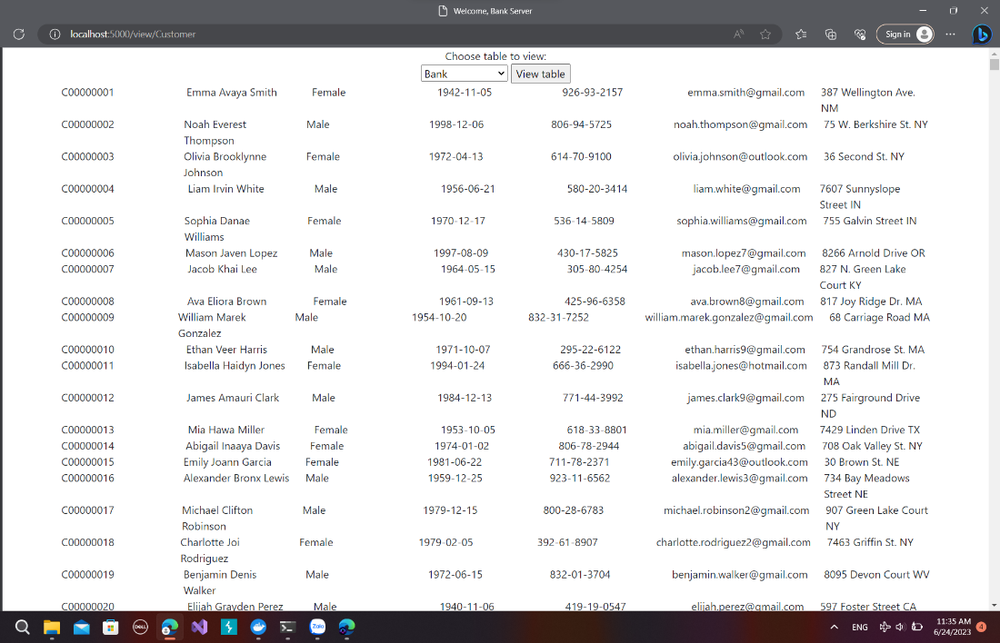 Welcome, Bank Server
localhost:5000/view/Customer
Sign in
Choose table to view:
Bank View table
C00000001 Emma Avaya Smith Female 1942-11-05 926-93-2157 emma.smith@gmail.com 387 Wellington Ave.
NM
C00000002 Noah Everest Male 1998-12-06 806-94-5725 noah.thompson@gmail.com 75 W. Berkshire St. NY
Thompson
C00000003 Olivia Brooklynne Female 1972-04-13 614-70-9100 olivia.johnson@outlook.com 36 Second St. NY
Johnson
C00000004 Liam Irvin White Male 1956-06-21 580-20-3414 liam.white@gmail.com 7607 Sunnyslope
Street IN
C00000005 Sophia Danae Female 1970-12-17 536-14-5809 sophia.williams@gmail.com 755 Galvin Street IN
Williams
C00000006 Mason Javen Lopez Male 1997-08-09 430-17-5825 mason.lopez7@gmail.com 8266 Arnold Drive OR
C00000007 Jacob Khai Lee Male 1964-05-15 305-80-4254 jacob.lee7@gmail.com 827 N. Green Lake
Court KY
C00000008 Ava Eliora Brown Female 1961-09-13 425-96-6358 ava.brown8@gmail.com 817 Joy Ridge Dr. MA
C00000009 William Marek Male 1954-10-20 832-31-7252 william.marek.gonzalez@gmail.com 68 Carriage Road MA
Gonzalez
C00000010 Ethan Veer Harris Male 1971-10-07 295-22-6122 ethan.harris9@gmail.com 754 Grandrose St. MA
C00000011 Isabella Haidyn Jones Female 1994-01-24 666-36-2990 isabella.jones@hotmail.com 873 Randall Mill Dr.
MA
C00000012 James Amauri Clark Male 1984-12-13 771-44-3992 james.clark9@gmail.com 275 Fairground Drive
ND
C00000013 Mia Hawa Miller Female 1953-10-05 618-33-8801 mia.miller@gmail.com 7429 Linden Drive TX
C00000014 Abigail Inaaya Davis Female 1974-01-02 806-78-2944 abigail.davis5@gmail.com 708 Oak Valley St. NY
C00000015 Emily Joann Garcia Female 1981-06-22 711-78-2371 emily.garcia43@outlook.com 30 Brown St. NE
C00000016 Alexander Bronx Lewis Male 1959-12-25 923-11-6562 alexander.lewis3@gmail.com 734 Bay Meadows
Street NE
C00000017 Michael Clifton Male 1979-12-15 800-28-6783 michael.robinson2@gmail.com 907 Green Lake Court
Robinson NY
C00000018 Charlotte Joi Female 1979-02-05 392-61-8907 charlotte.rodriguez2@gmail.com 7463 Griffin St. NY
Rodriguez
C00000019 Benjamin Denis Male 1972-06-15 832-01-3704 benjamin.walker@gmail.com 8095 Devon Court WV
Walker
C00000020 Elijah Grayden Perez Male 1940-11-06 419-19-0547 elijah.perez@gmail.com 597 Foster Street CA
DELL
Zalo
ENG
11:35 AM
6/24/2023
4